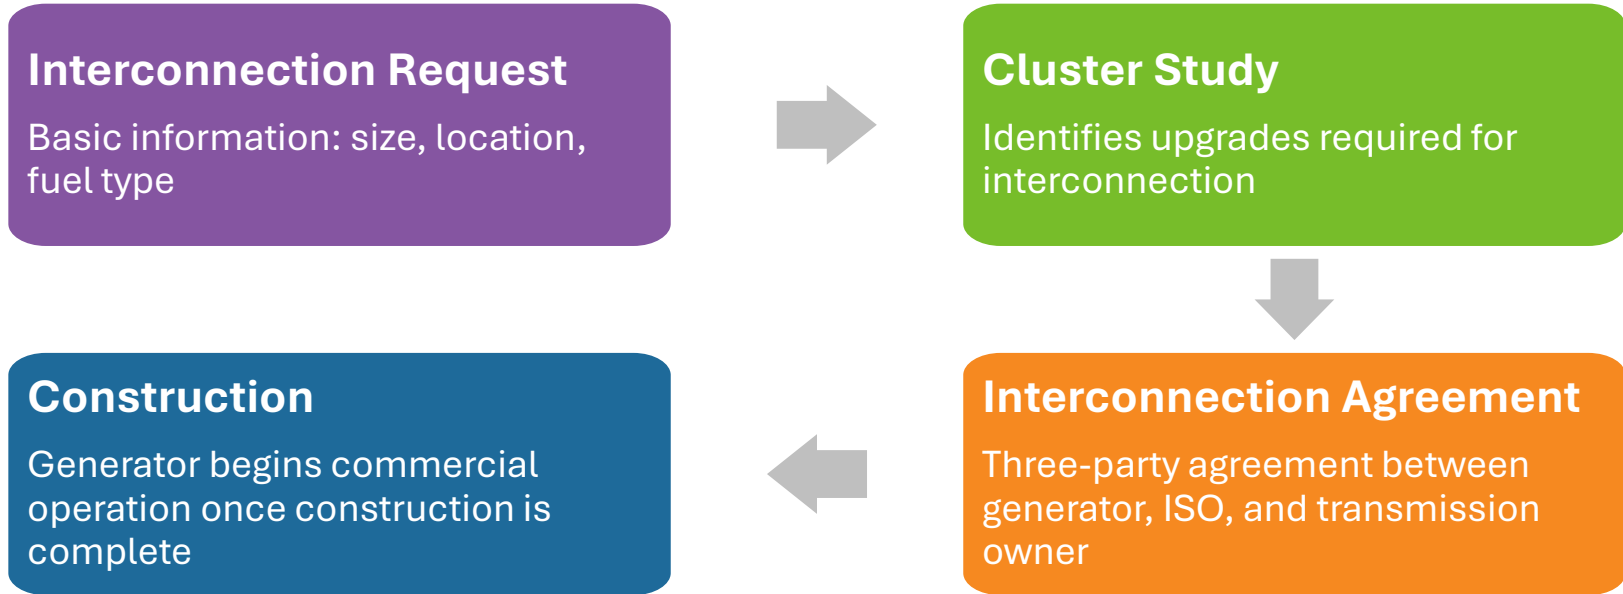 Interconnection Request
Basic information: size, location,
fuel type
Cluster Study
Identifies upgrades required for
interconnection
Interconnection Agreement
Three-party agreement between
generator, ISO, and transmission
owner
Construction
Generator begins commercial
operation once construction is
complete